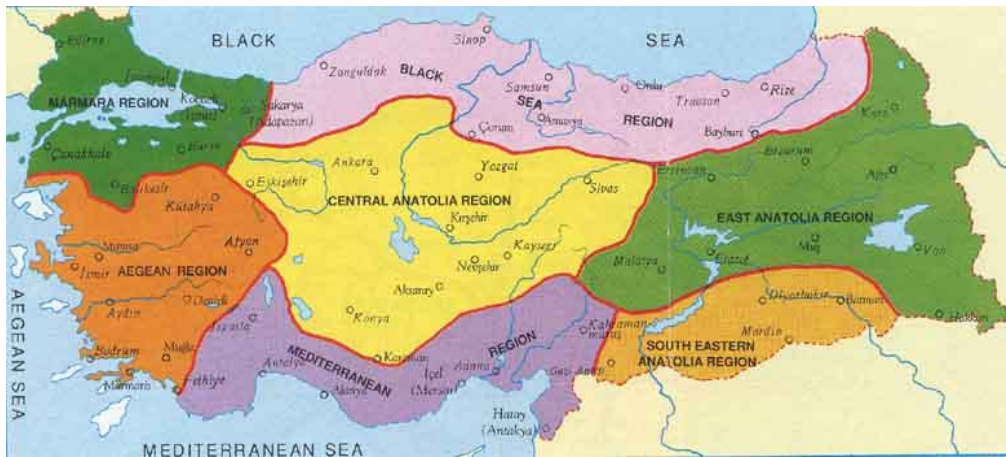 BLACK
SEA
Edirne
Sinop
Zonguldak
BLACK
SEA
REGION
Samsun
Ordu
Trabzon
Rize
Amasya
Çorum
Bayburt
MARMARA REGION
Istanbul
Kocaeli
(Izmit)
Sakarya
(Adapazarı)
Çanakkale
Bursa
Balıkesir
Kars
Erzurum
Erzincan
Ağrı
EAST ANATOLIA REGION
Muş
Van
Elazığ
Malatya
Hakkari
Ankara
Eskişehir
Yozgat
Sivas
CENTRAL ANATOLIA REGION
Kırşehir
Kayseri
Nevşehir
Aksaray
Konya
Karaman
Kütahya
Afyon
Manisa
AEGEAN REGION
Izmir
Denizli
Aydın
Bodrum
Muğla
Marmaris
Fethiye
Isparta
Antalya
Alanya
MEDITERRANEAN
REGION
İçel
(Mersin)
Adana
Kahraman
maraş
Gazi Antep
Hatay
(Antakya)
Diyarbakır
Batman
Mardin
SOUTH EASTERN
ANATOLIA REGION
AEGEAN SEA
MEDITERRANEAN SEA